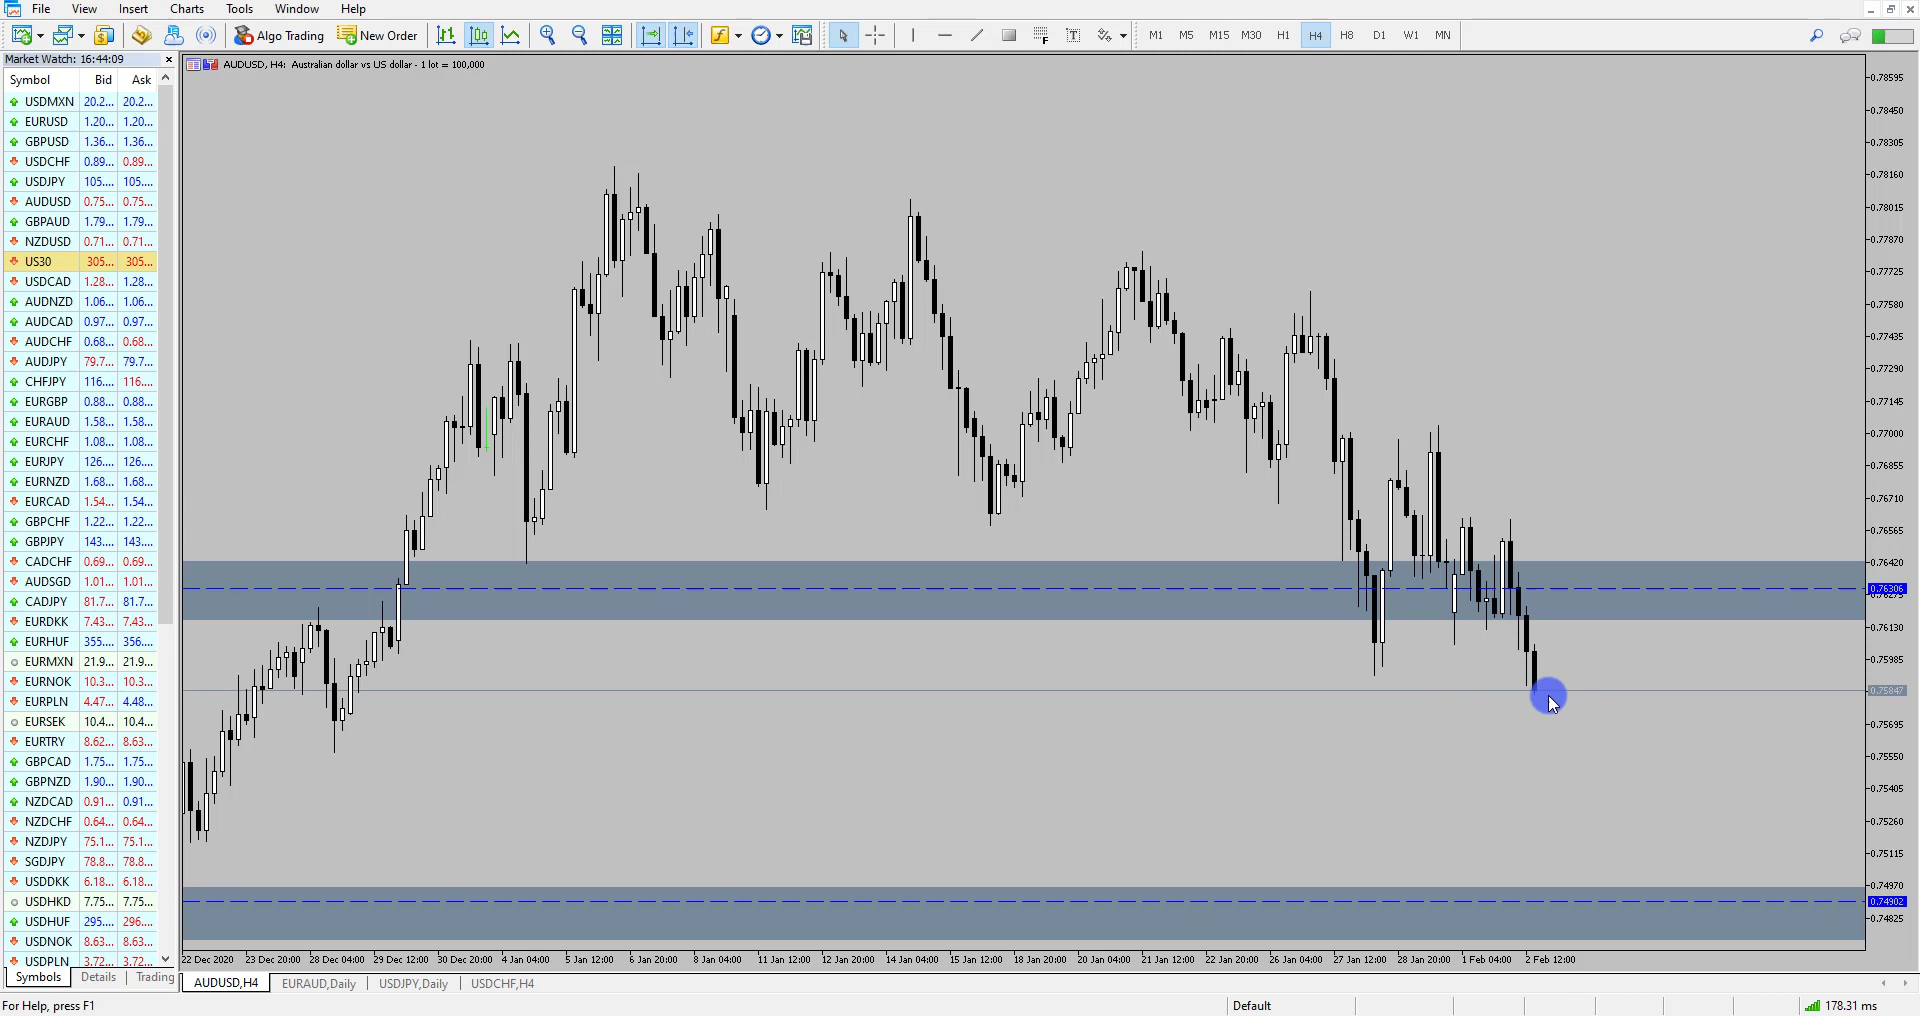 File View Insert Charts Tools Window Help
Algo Trading New Order M1 M5 M15 M30 H1 H4 H8 D1 W1 MN
Market Watch: 16:44:09
AUDUSD, H4: Australian dollar vs US dollar - 1 lot = 100,000
Symbol Bid Ask
USDMXN 20.2... 20.2...
EURUSD 1.20... 1.20...
GBPUSD 1.36... 1.36...
USDCHF 0.89... 0.89...
USDJPY 105.... 105....
AUDUSD 0.75... 0.75...
GBPAUD 1.79... 1.79...
NZDUSD 0.71... 0.71...
US30 305... 305...
USDCAD 1.28... 1.28...
AUDNZD 1.06... 1.06...
AUDCAD 0.97... 0.97...
AUDCHF 0.68... 0.68...
AUDJPY 79.7... 79.7...
CHFJPY 116.... 116....
EURGBP 0.88... 0.88...
EURAUD 1.58... 1.58...
EURCHF 1.08... 1.08...
EURJPY 126.... 126....
EURNZD 1.68... 1.68...
EURCAD 1.54... 1.54...
GBPCHF 1.22... 1.22...
GBPJPY 143.... 143....
CADCHF 0.69... 0.69...
AUDSGD 1.01... 1.01...
CADJPY 81.7... 81.7...
EURDKK 7.43... 7.43...
EURHUF 355.... 356....
EURMXN 21.9... 21.9...
EURNOK 10.3... 10.3...
EURPLN 4.47... 4.48...
EURSEK 10.4... 10.4...
EURTRY 8.62... 8.63...
GBPCAD 1.75... 1.75...
GBPNZD 1.90... 1.90...
NZDCAD 0.91... 0.91...
NZDCHF 0.64... 0.64...
NZDJPY 75.1... 75.1...
SGDJPY 78.8... 78.8...
USDDKK 6.18... 6.18...
USDHKD 7.75... 7.75...
USDHUF 295.... 296....
USDNOK 8.63... 8.63...
USDPLN 3.72... 3.72...
0.78595
0.78450
0.78305
0.78160
0.78015
0.77870
0.77725
0.77580
0.77435
0.77290
0.77145
0.77000
0.76855
0.76710
0.76565
0.76420
0.76306
0.76275
0.76130
0.75985
0.75847
0.75695
0.75550
0.75405
0.75260
0.75115
0.74970
0.74902
0.74825
22 Dec 2020 23 Dec 20:00 28 Dec 04:00 29 Dec 12:00 30 Dec 20:00 4 Jan 04:00 5 Jan 12:00 6 Jan 20:00 8 Jan 04:00 11 Jan 12:00 12 Jan 20:00 14 Jan 04:00 15 Jan 12:00 18 Jan 20:00 20 Jan 04:00 21 Jan 12:00 22 Jan 20:00 26 Jan 04:00 27 Jan 12:00 28 Jan 20:00 1 Feb 04:00 2 Feb 12:00
Symbols Details Trading
AUDUSD,H4 EURAUD,Daily USDJPY,Daily USDCHF,H4
For Help, press F1 Default 178.31 ms